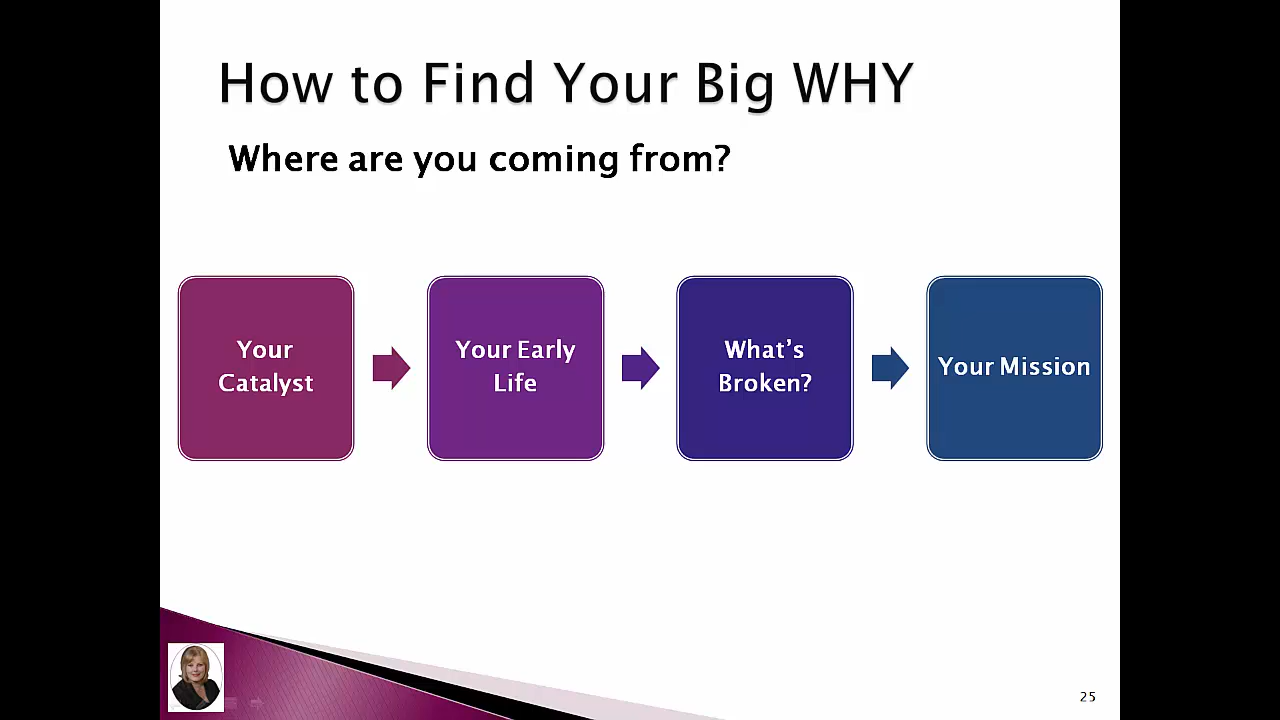 How to Find Your Big WHY
Where are you coming from?
Your
Catalyst
Your Early
Life
What’s
Broken?
Your Mission
25